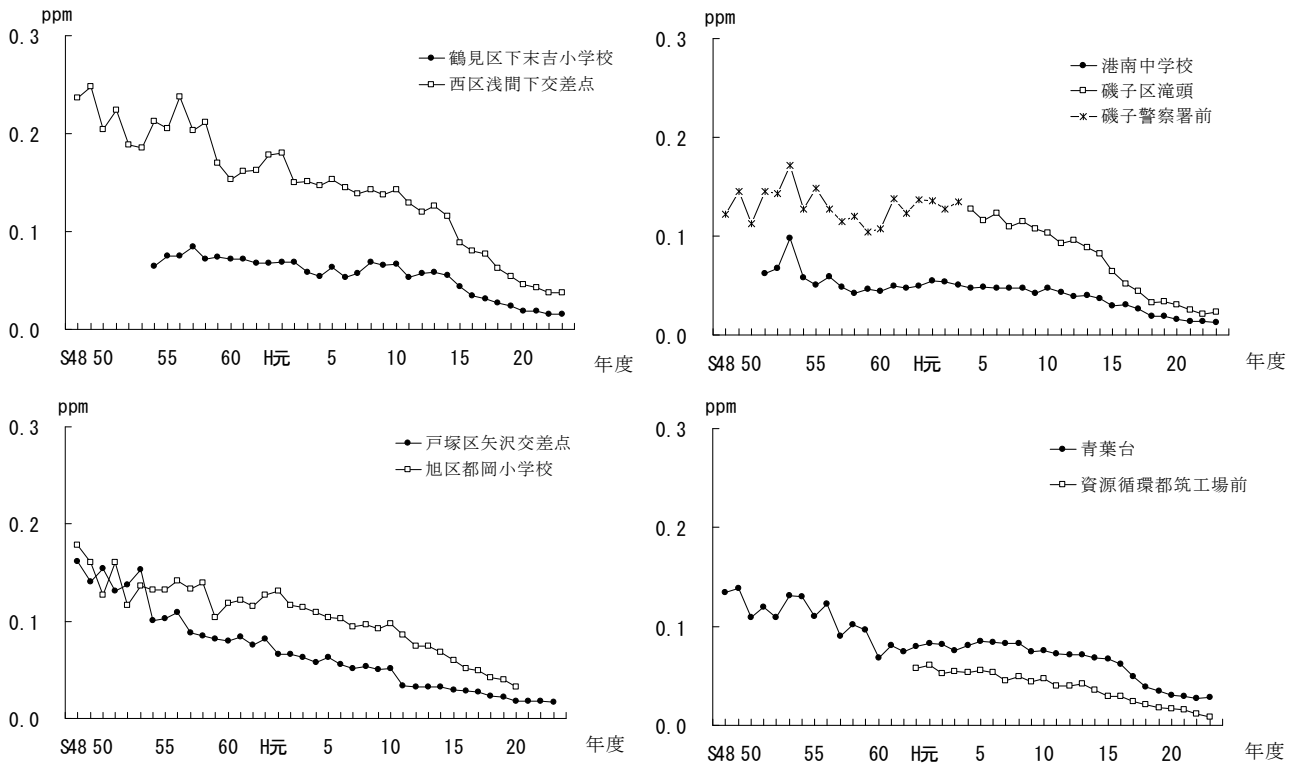 ppm
0.3
鶴見区下末吉小学校
西区浅間下交差点
0.2
0.1
0.0
S48 50 55 60 H元 5 10 15 20 年度
ppm
0.3
港南中学校
磯子区滝頭
磯子警察署前
0.2
0.1
0.0
S48 50 55 60 H元 5 10 15 20 年度
ppm
0.3
戸塚区矢沢交差点
旭区都岡小学校
0.2
0.1
0.0
S48 50 55 60 H元 5 10 15 20 年度
ppm
0.3
青葉台
資源循環都筑工場前
0.2
0.1
0.0
S48 50 55 60 H元 5 10 15 20 年度